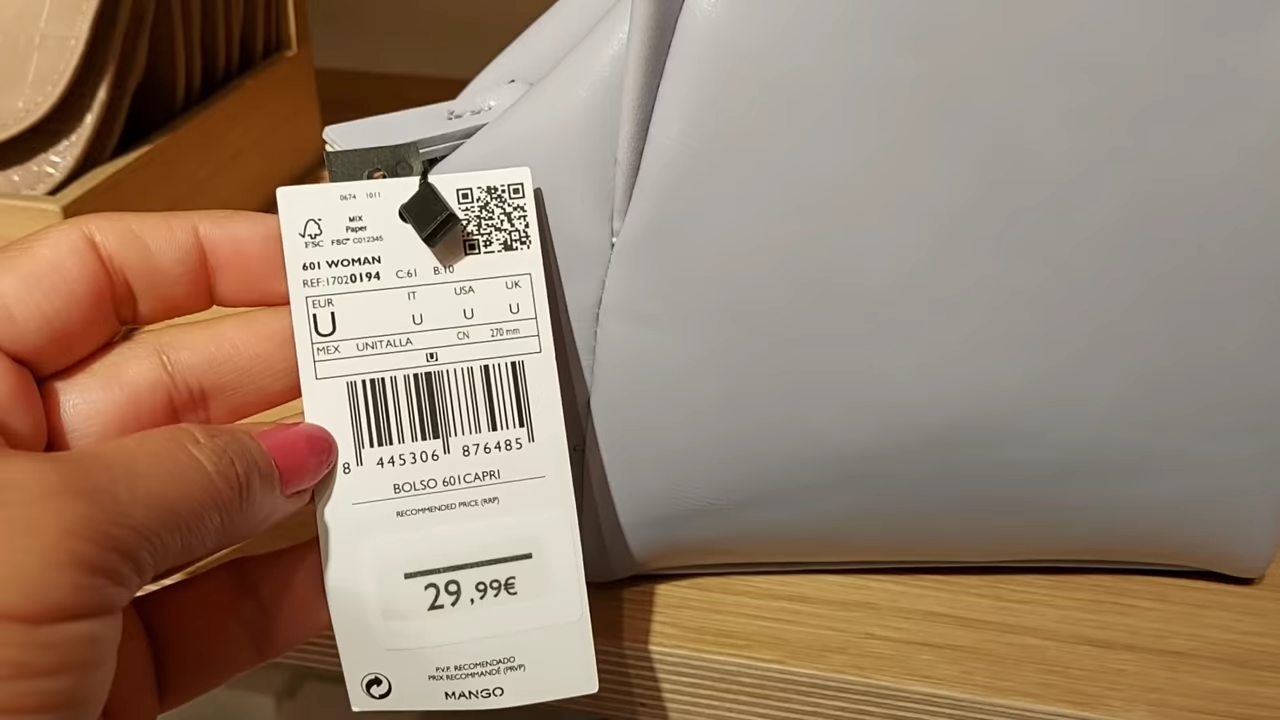 0674 1011
MIX
Paper
FSC FSC™ C012345
601 WOMAN
REF:17020194 C:61 B:10
EUR IT USA UK
U U U U
MEX UNITALLA CN 270 mm
U
8 445306 876485
BOLSO 601CAPRI
RECOMMENDED PRICE (RRP)
29,99€
P.V.P. RECOMENDADO
PRIX RECOMMANDÉ (PRVP)
MANGO